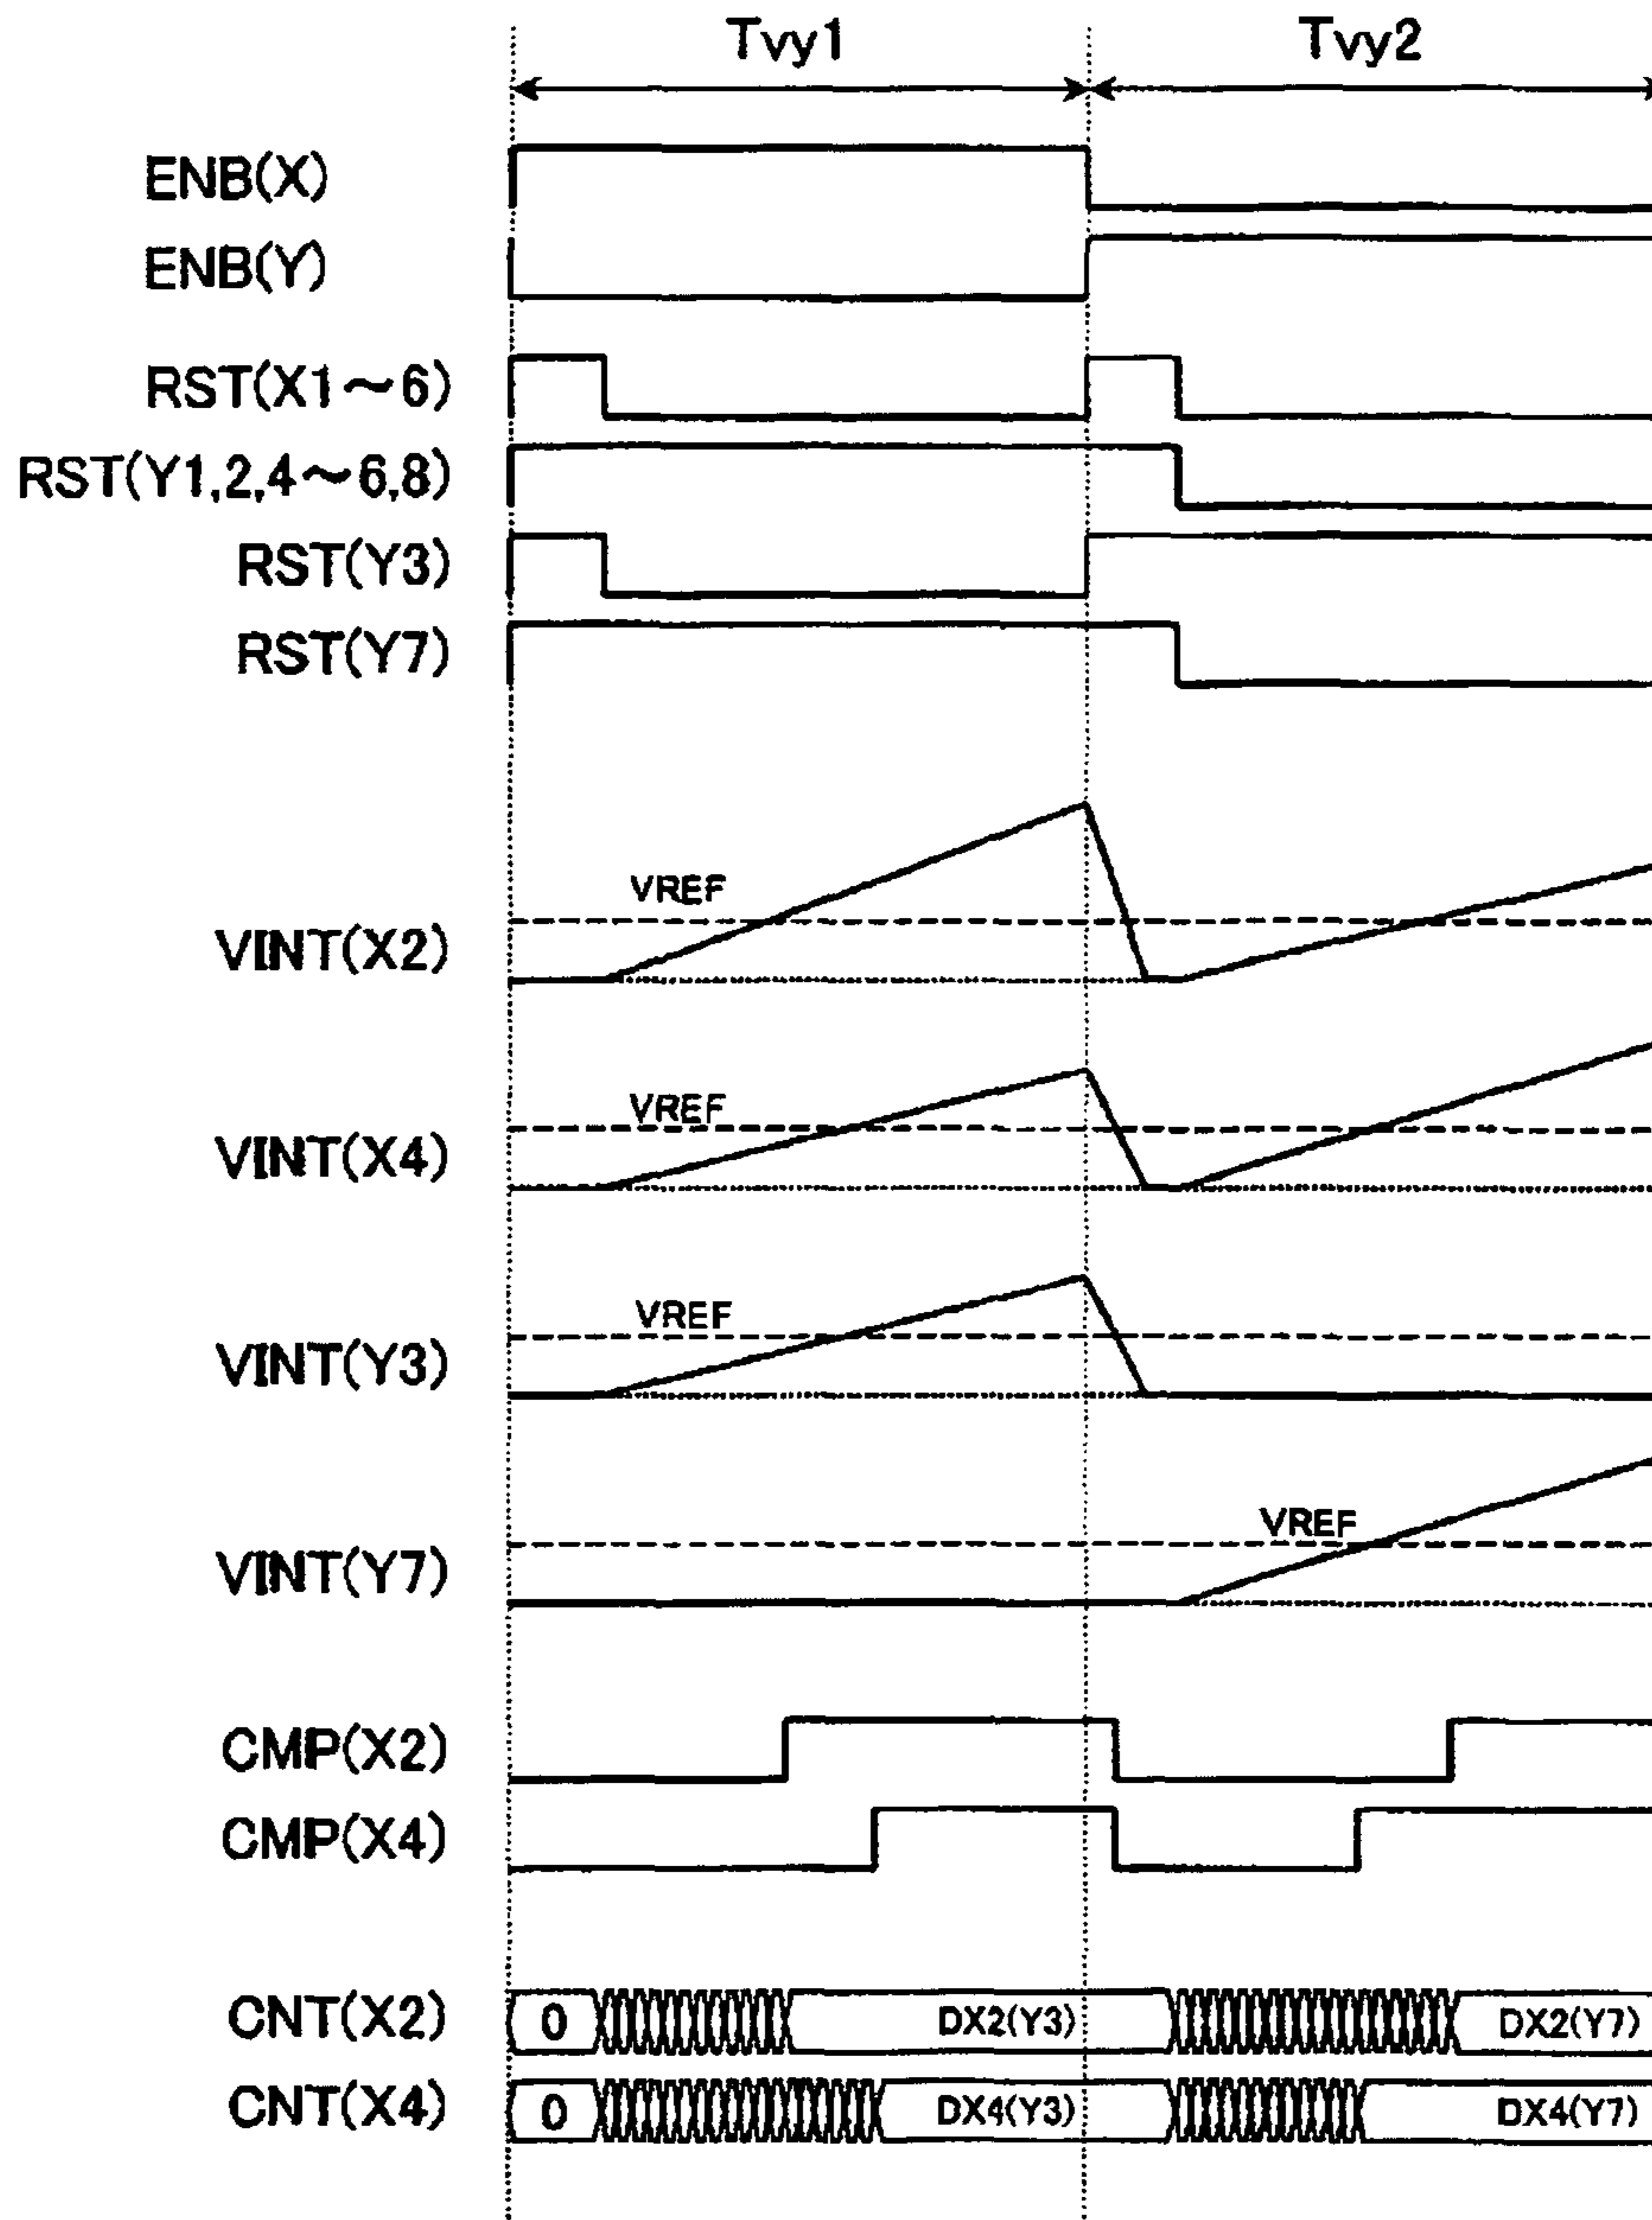 Tvy1 Tvy2
ENB(X)
ENB(Y)
RST(X1〜6)
RST(Y1,2,4〜6,8)
RST(Y3)
RST(Y7)
VREF
VINT(X2)
VREF
VINT(X4)
VREF
VINT(Y3)
VREF
VINT(Y7)
CMP(X2)
CMP(X4)
CNT(X2) 0 DX2(Y3) DX2(Y7)
CNT(X4) 0 DX4(Y3) DX4(Y7)